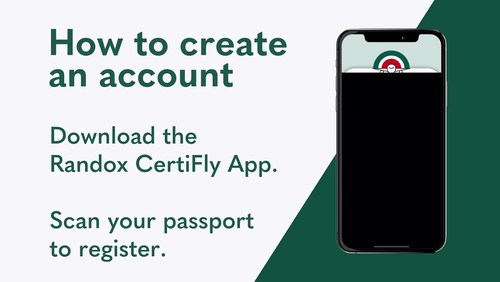 How to create
an account
Download the
Randox CertiFly App.
Scan your passport
to register.